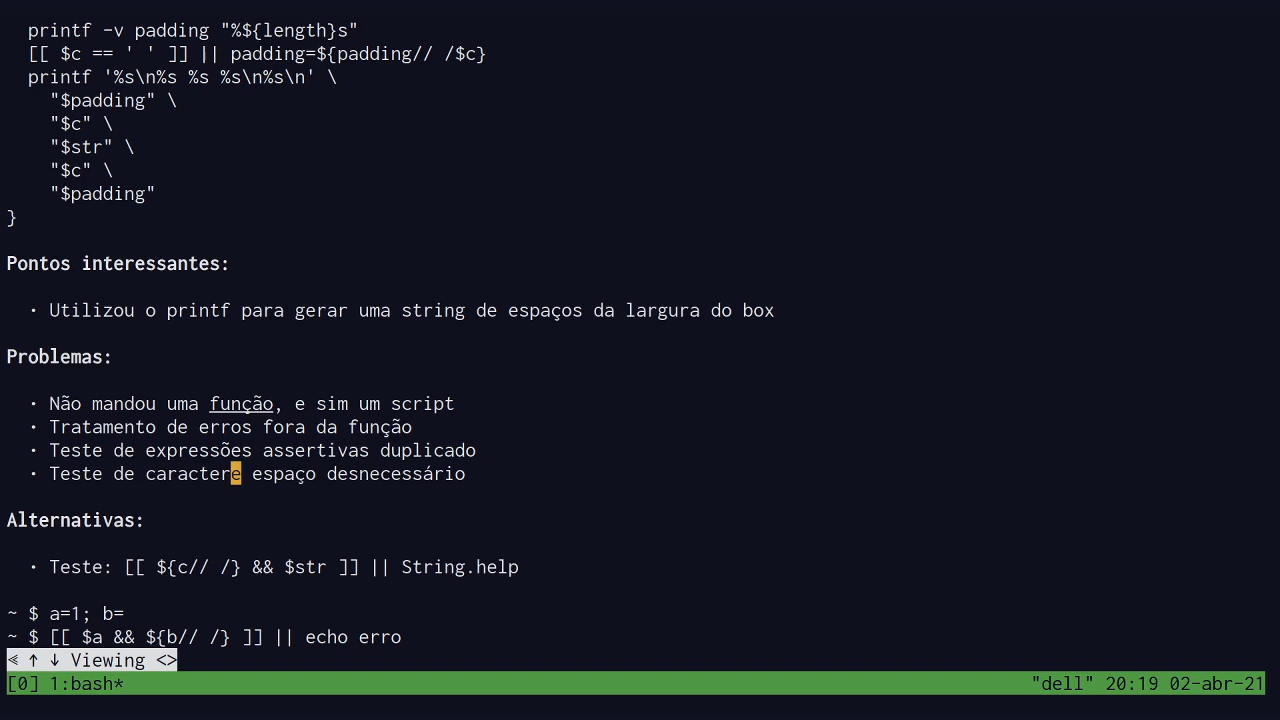 printf -v padding "%${length}s"
[[ $c == ' ' ]] || padding=${padding// /$c}
printf '%s\n%s %s %s\n%s\n' \
"$padding" \
"$c" \
"$str" \
"$c" \
"$padding"
}
Pontos interessantes:
· Utilizou o printf para gerar uma string de espaços da largura do box
Problemas:
· Não mandou uma função, e sim um script
· Tratamento de erros fora da função
· Teste de expressões assertivas duplicado
· Teste de caractere espaço desnecessário
Alternativas:
· Teste: [[ ${c// /} && $str ]] || String.help
~ $ a=1; b=
~ $ [[ $a && ${b// /} ]] || echo erro
⋖ ↑ ↓ Viewing <>
[0] 1:bash* "dell" 20:19 02-abr-21